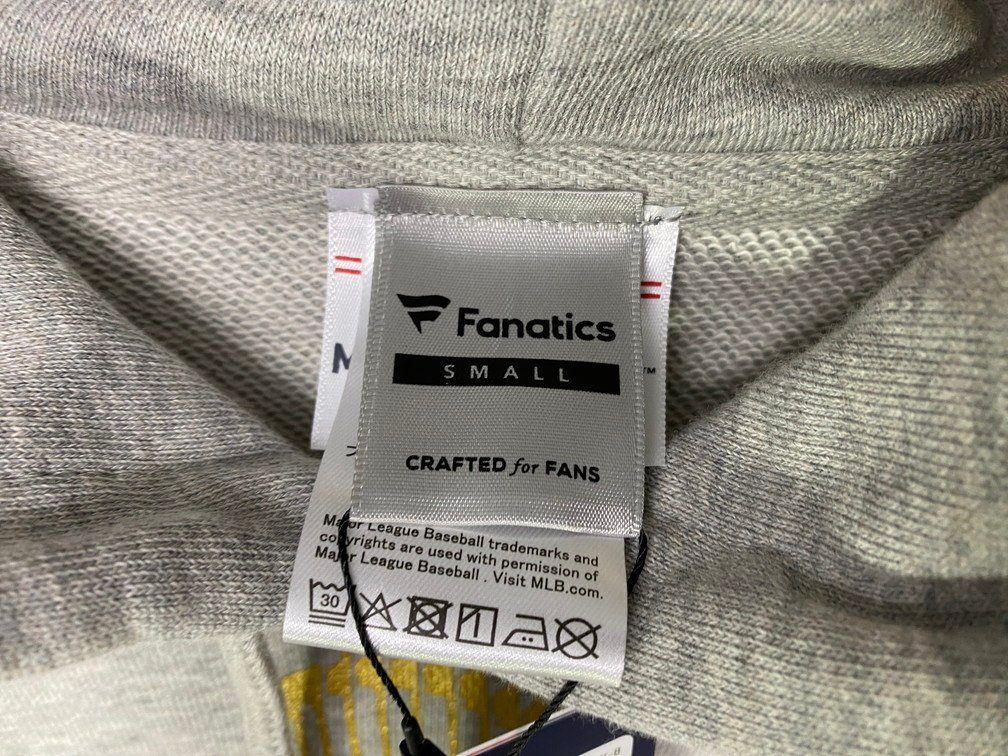 Fanatics
SMALL
CRAFTED for FANS
M
™
Major League Baseball trademarks and
copyrights are used with permission of
Major League Baseball . Visit MLB.com.
30